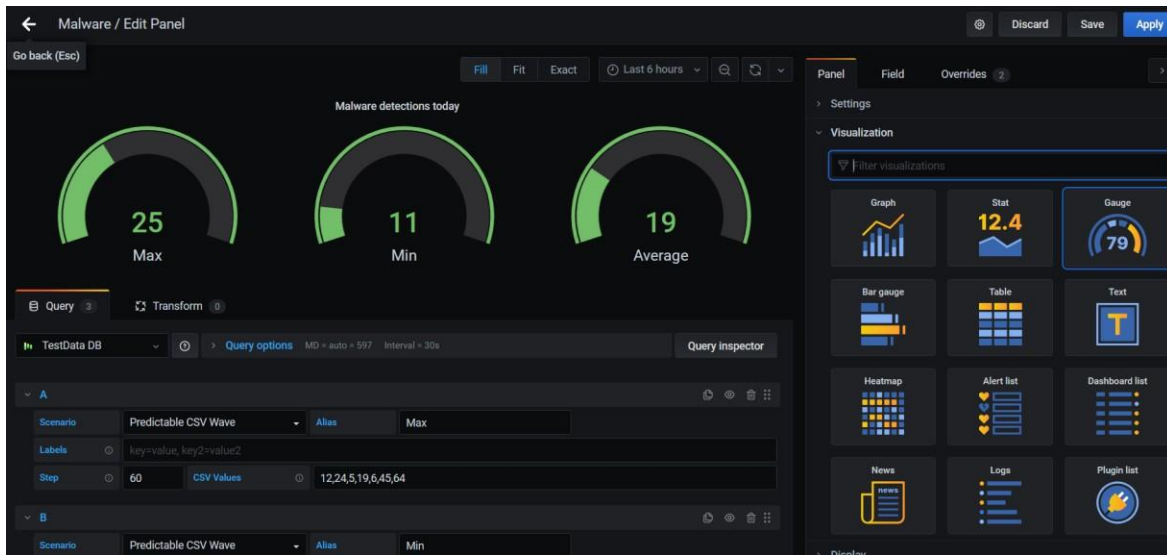 Malware / Edit Panel
Discard
Save
Apply
Go back (Esc)
Fill
Fit
Exact
Last 6 hours
Panel
Field
Overrides 2
Settings
Visualization
Filter visualizations
Malware detections today
25
Max
11
Min
19
Average
Graph
Stat
12.4
Gauge
79
Bar gauge
Table
Text
T
Heatmap
Alert list
Dashboard list
News
news
Logs
Plugin list
Display
Query 3
Transform 0
TestData DB
Query options MD = auto = 597 Interval = 30s
Query inspector
A
Scenario Predictable CSV Wave Alias Max
Labels key=value, key2=value2
Step 60 CSV Values 12,24,5,19,6,45,64
B
Scenario Predictable CSV Wave Alias Min